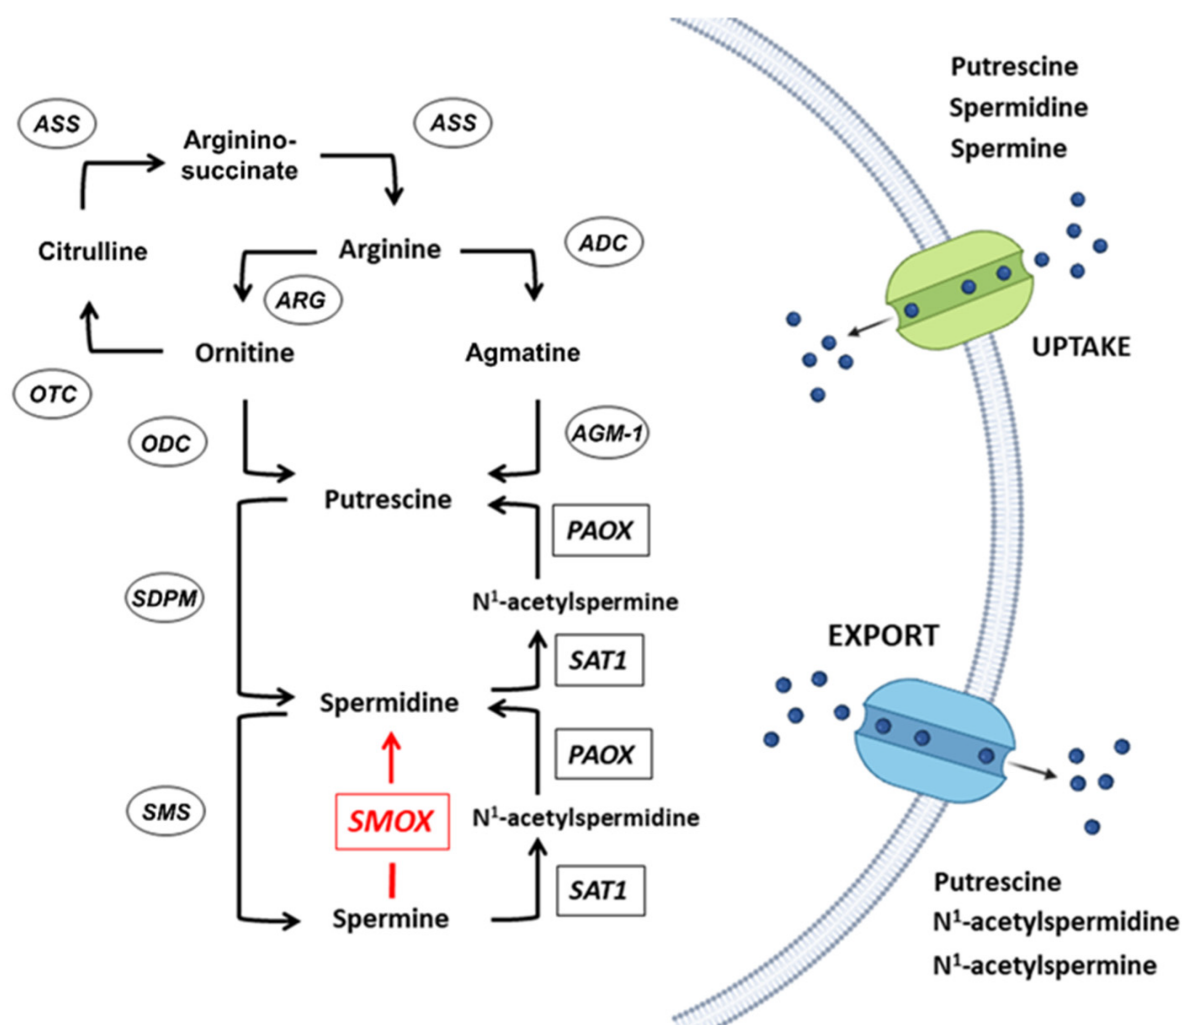 Putrescine
Spermidine
Spermine
ASS
Arginino-
succinate
ASS
Citrulline
Arginine
ADC
ARG
Ornitine
Agmatine
UPTAKE
OTC
ODC
AGM-1
Putrescine
PAOX
SDPM
N¹-acetylspermine
EXPORT
SAT1
Spermidine
PAOX
SMS
SMOX
N¹-acetylspermidine
SAT1
Spermine
Putrescine
N¹-acetylspermidine
N¹-acetylspermine